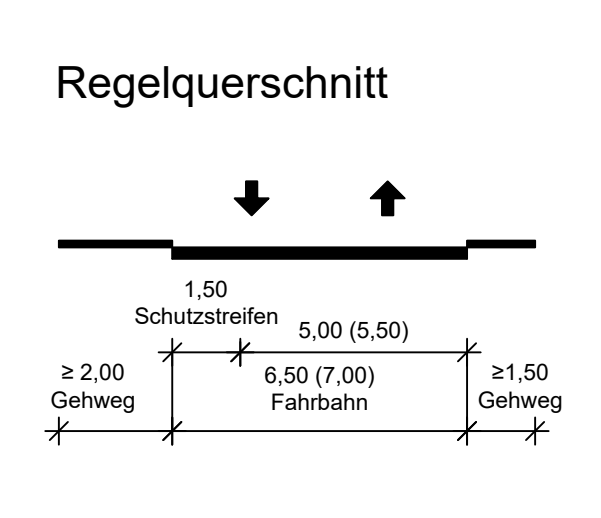 Regelquerschnitt
1,50
Schutzstreifen
5,00 (5,50)
≥ 2,00
Gehweg
6,50 (7,00)
Fahrbahn
≥1,50
Gehweg